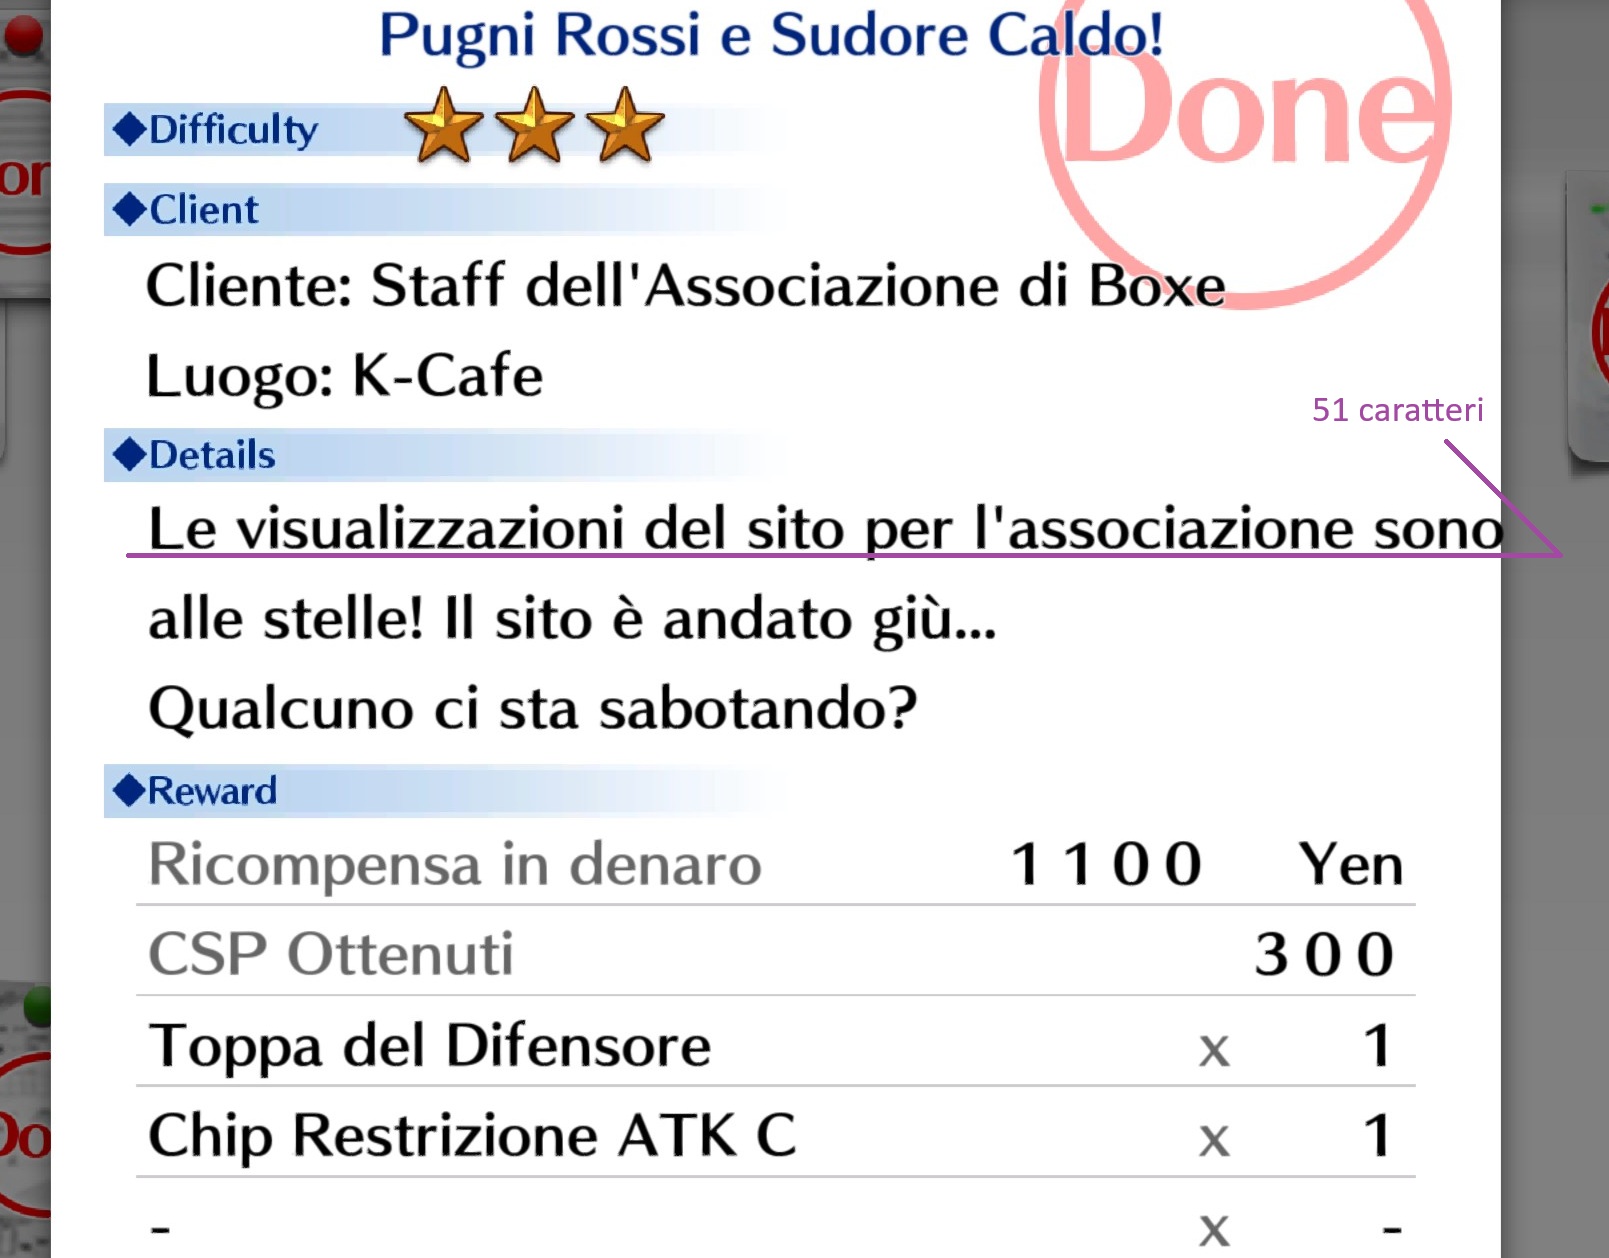 Pugni Rossi e Sudore Caldo!
Done
◆Difficulty
◆Client
Cliente: Staff dell'Associazione di Boxe
Luogo: K-Cafe
51 caratteri
◆Details
Le visualizzazioni del sito per l'associazione sono
alle stelle! Il sito è andato giù...
Qualcuno ci sta sabotando?
◆Reward
Ricompensa in denaro 1100 Yen
CSP Ottenuti 300
Toppa del Difensore x 1
Chip Restrizione ATK C x 1
- x -